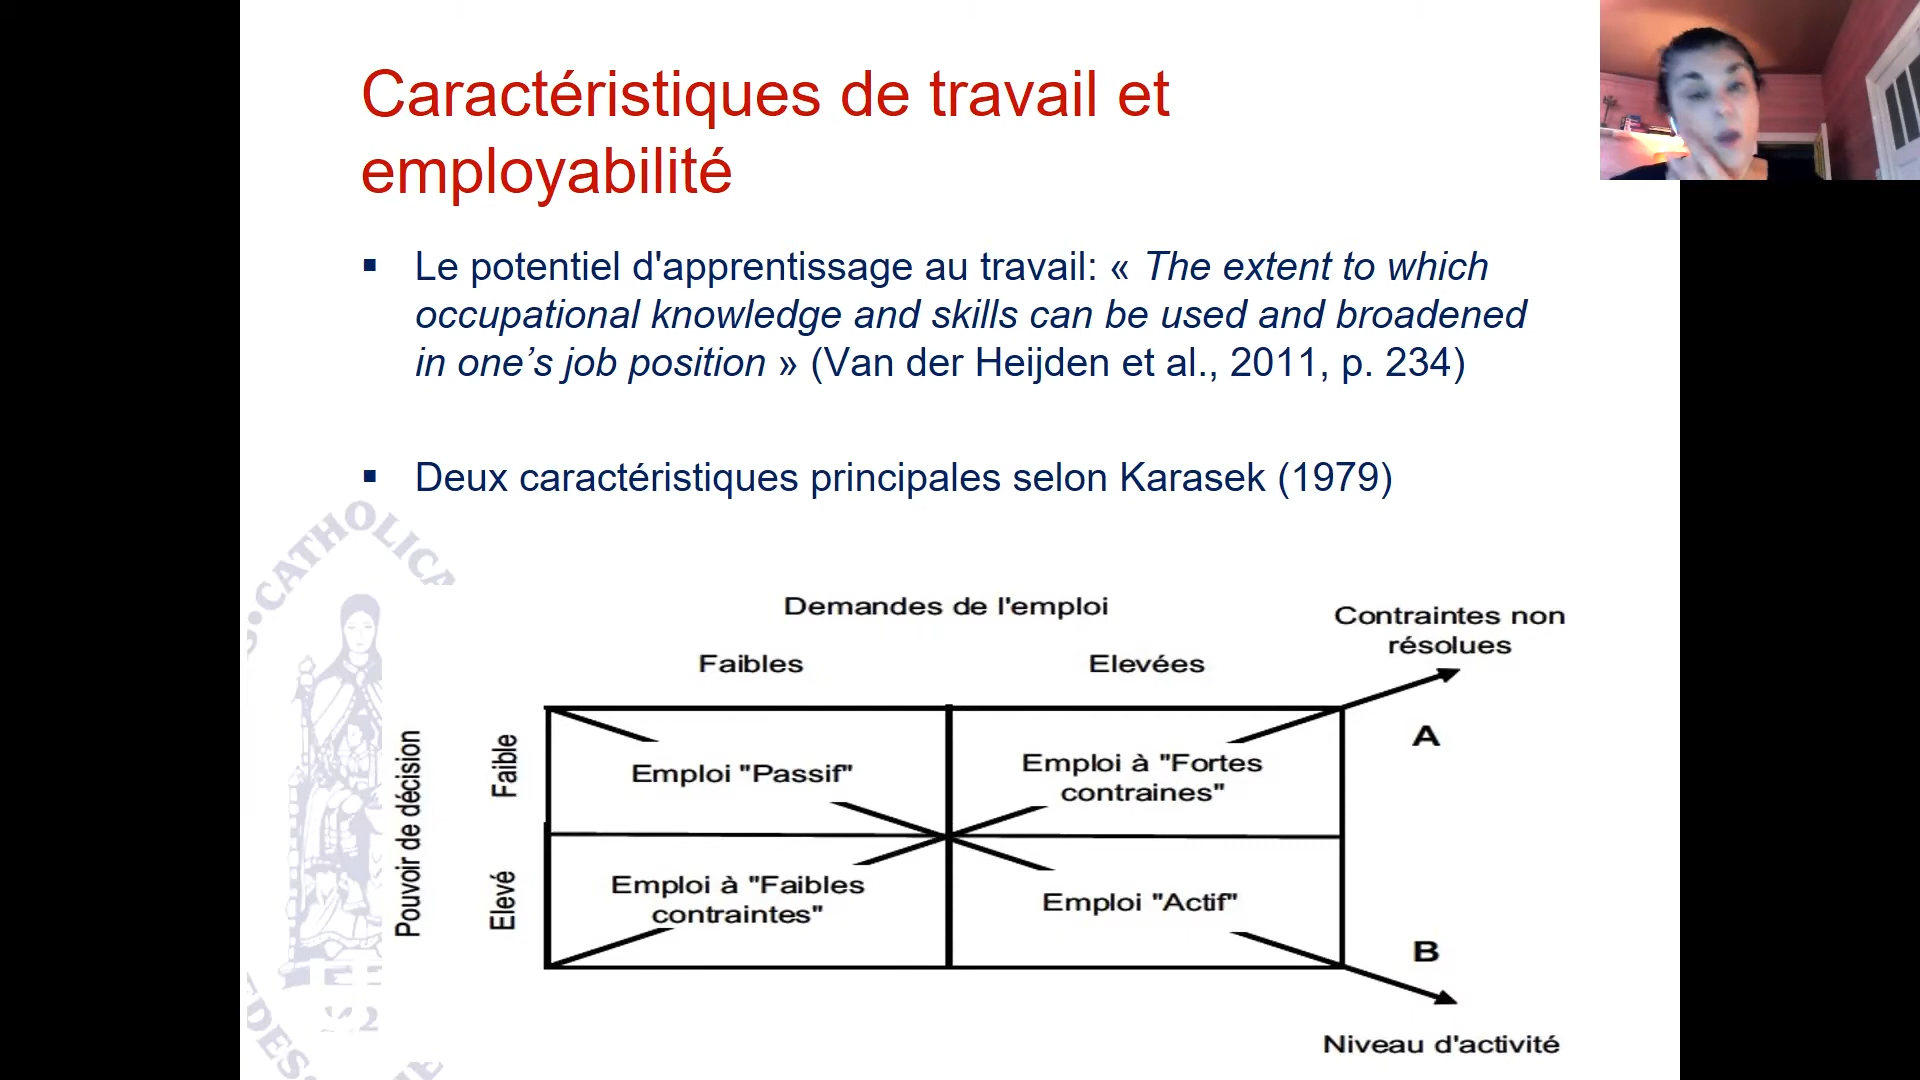 Caractéristiques de travail et
employabilité
▪ Le potentiel d'apprentissage au travail: « The extent to which
occupational knowledge and skills can be used and broadened
in one’s job position » (Van der Heijden et al., 2011, p. 234)
▪ Deux caractéristiques principales selon Karasek (1979)
CATHOLICA
Demandes de l'emploi
Contraintes non
résolues
Faibles
Elevées
A
Pouvoir de décision
Faible
Emploi "Passif"
Emploi à "Fortes
contraines"
Elevé
Emploi à "Faibles
contraintes"
Emploi "Actif"
B
Niveau d'activité